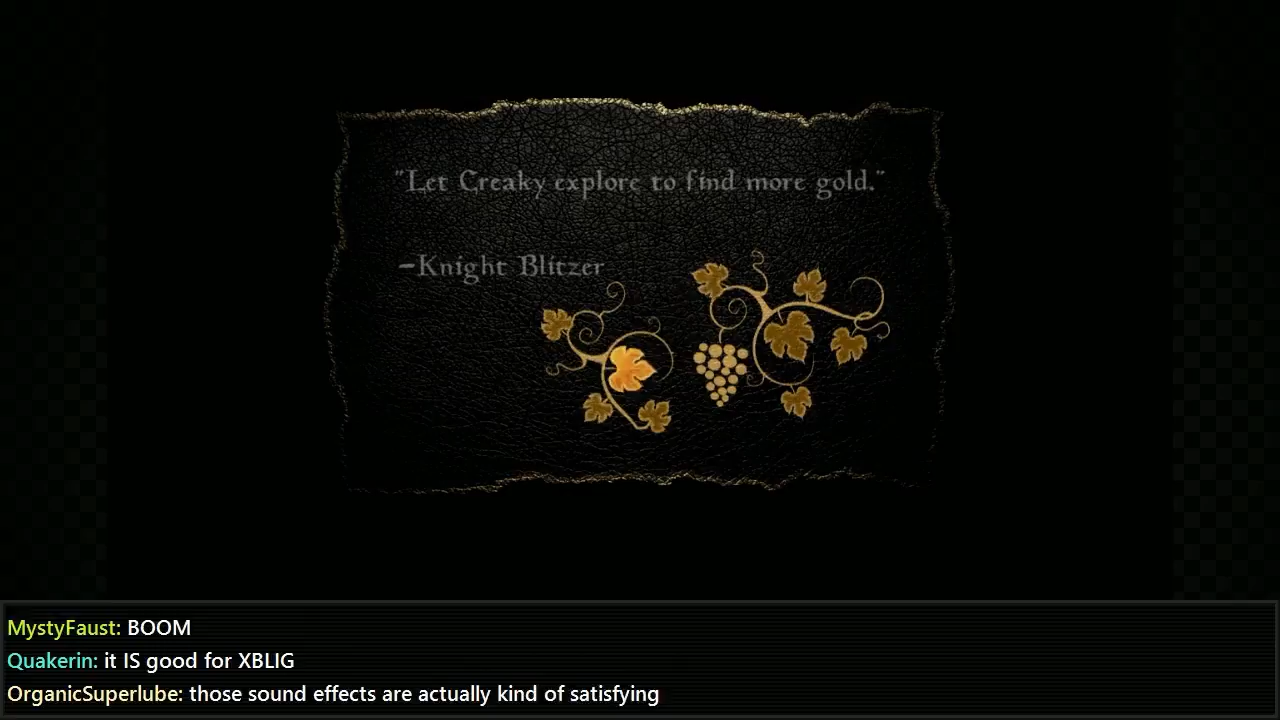 "Let Creaky explore to find more gold."
-Knight Blitzer
MystyFaust: BOOM
Quakerin: it IS good for XBLIG
OrganicSuperlube: those sound effects are actually kind of satisfying